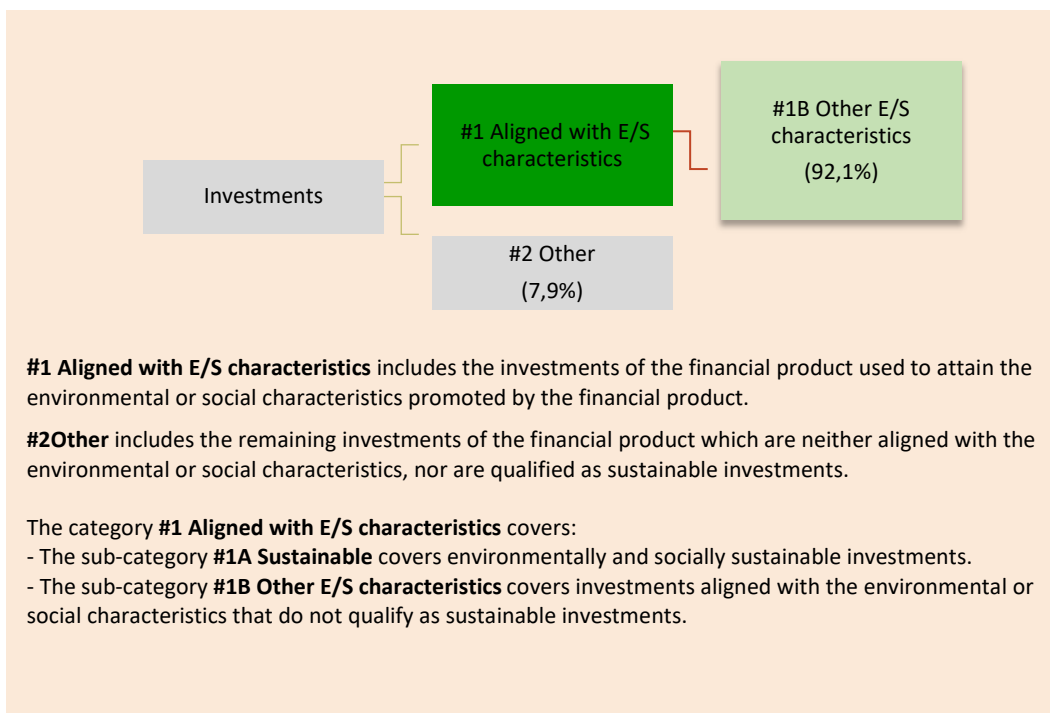 #1 Aligned with E/S
characteristics
#1B Other E/S
characteristics
(92,1%)
Investments
#2 Other
(7,9%)
#1 Aligned with E/S characteristics includes the investments of the financial product used to attain the
environmental or social characteristics promoted by the financial product.
#2Other includes the remaining investments of the financial product which are neither aligned with the
environmental or social characteristics, nor are qualified as sustainable investments.
The category #1 Aligned with E/S characteristics covers:
- The sub-category #1A Sustainable covers environmentally and socially sustainable investments.
- The sub-category #1B Other E/S characteristics covers investments aligned with the environmental or
social characteristics that do not qualify as sustainable investments.